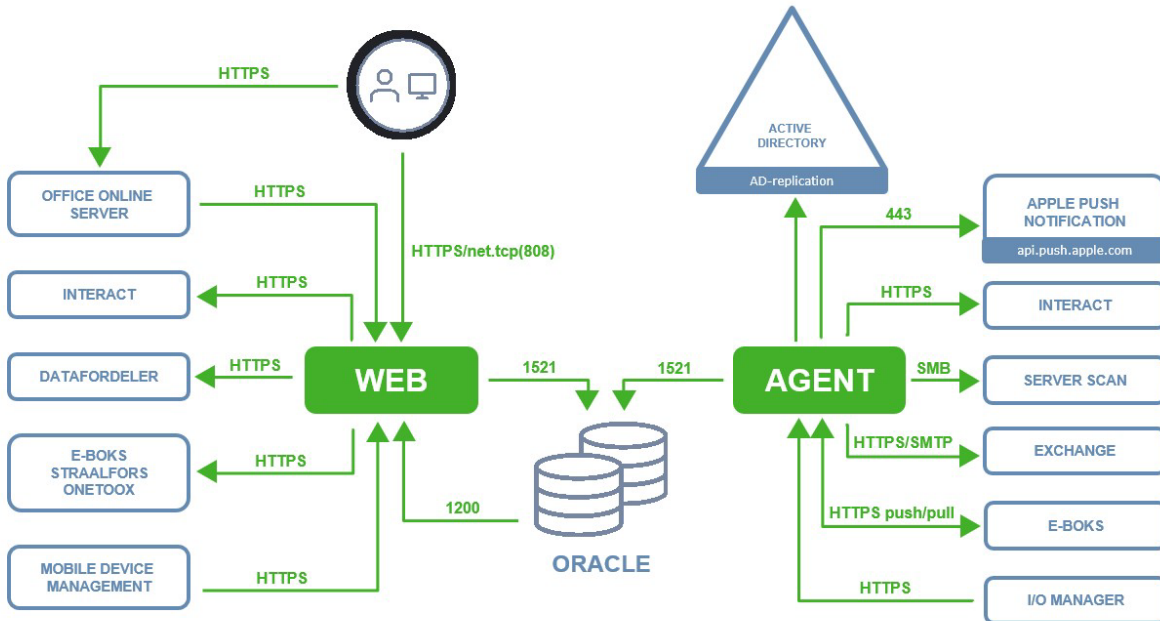 HTTPS
ACTIVE
DIRECTORY
AD-replication
OFFICE ONLINE
SERVER
HTTPS
443
APPLE PUSH
NOTIFICATION
api.push.apple.com
HTTPS/net.tcp(808)
INTERACT
HTTPS
HTTPS
INTERACT
DATAFORDELER
HTTPS
WEB
1521
1521
AGENT
SMB
SERVER SCAN
E-BOKS
STRAALFORS
ONETOOX
HTTPS
HTTPS/SMTP
EXCHANGE
1200
HTTPS push/pull
E-BOKS
ORACLE
MOBILE DEVICE
MANAGEMENT
HTTPS
HTTPS
I/O MANAGER